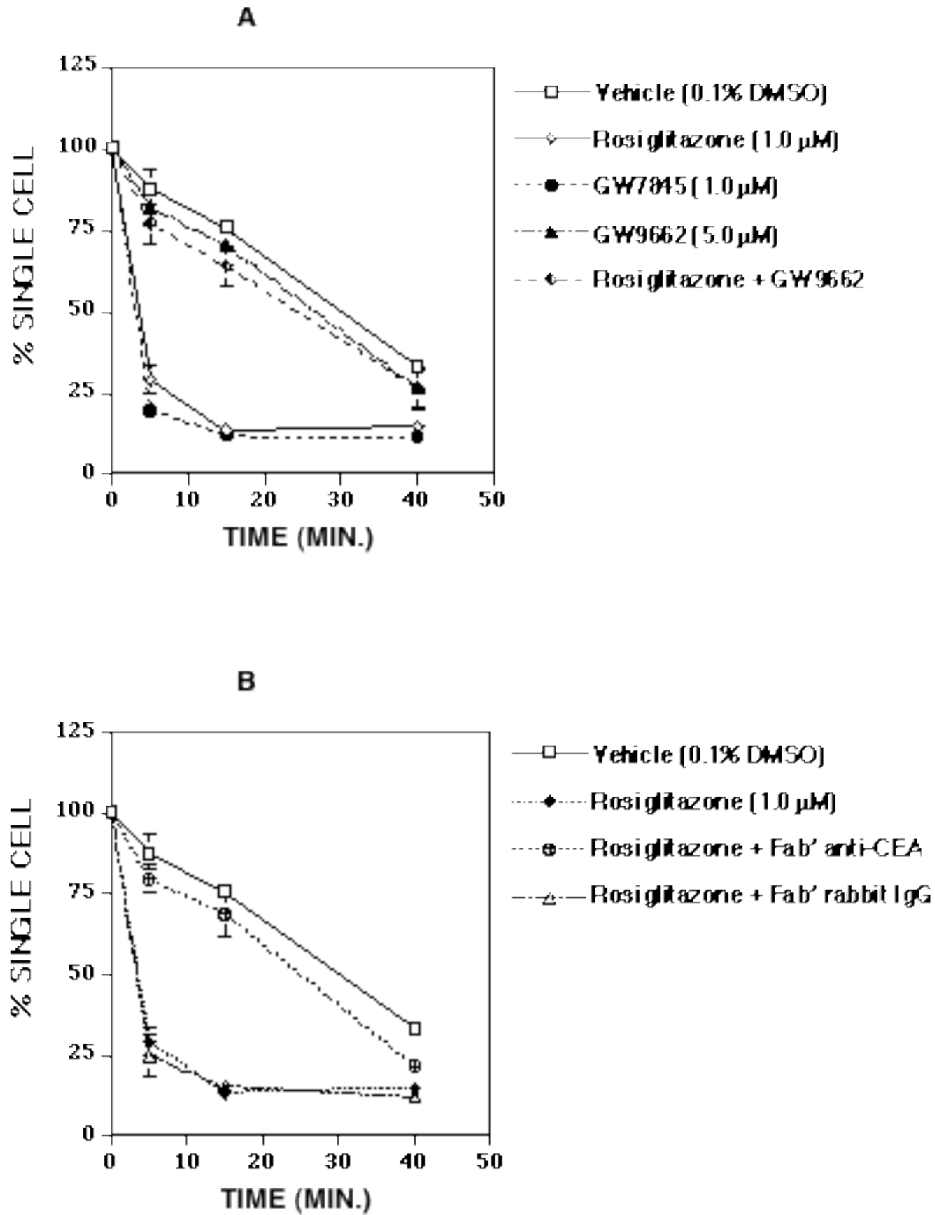 A
125
100
75
50
25
0
% SINGLE CELL
0 10 20 30 40 50
TIME (MIN.)
Vehicle (0.1% DMSO)
Rosiglitazone (1.0 µM)
GW7845 (1.0 µM)
GW9662 (5.0 µM)
Rosiglitazone + GW9662
B
125
100
75
50
25
0
% SINGLE CELL
0 10 20 30 40 50
TIME (MIN.)
Vehicle (0.1% DMSO)
Rosiglitazone (1.0 µM)
Rosiglitazone + Fab' anti-CEA
Rosiglitazone + Fab' rabbit IgG